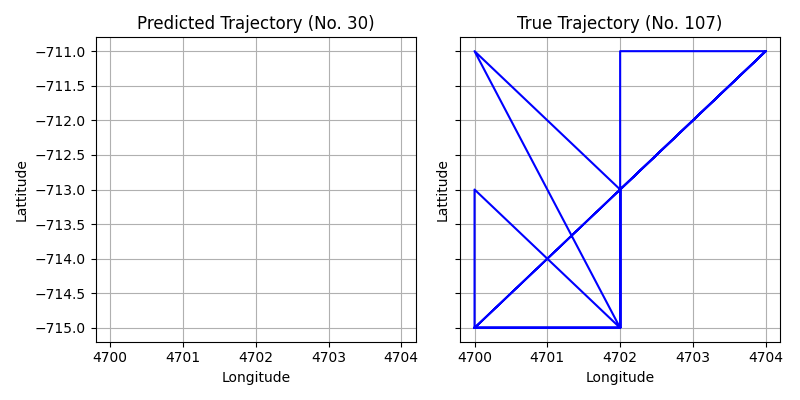 Predicted Trajectory (No. 30)
True Trajectory (No. 107)
−711.0
−711.5
−712.0
−712.5
−713.0
−713.5
−714.0
−714.5
−715.0
Lattitude
Lattitude
4700 4701 4702 4703 4704
4700 4701 4702 4703 4704
Longitude
Longitude